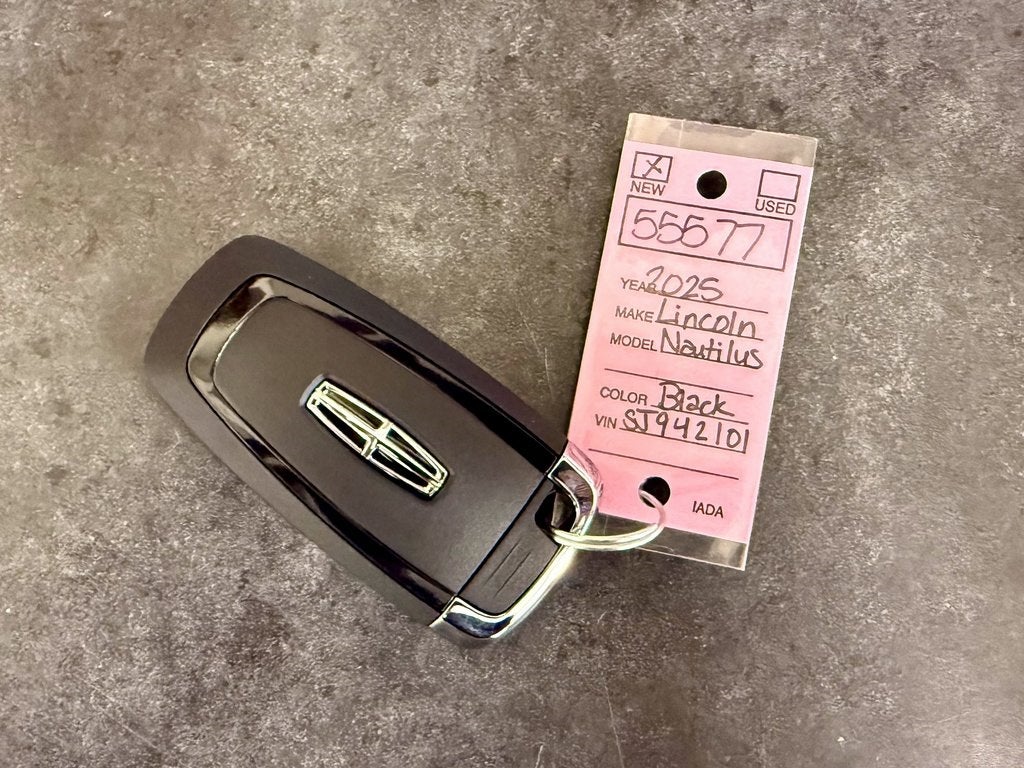 X
NEW USED
55577
YEAR 2025
MAKE Lincoln
MODEL Nautilus
COLOR Black
VIN SJ942101
IADA